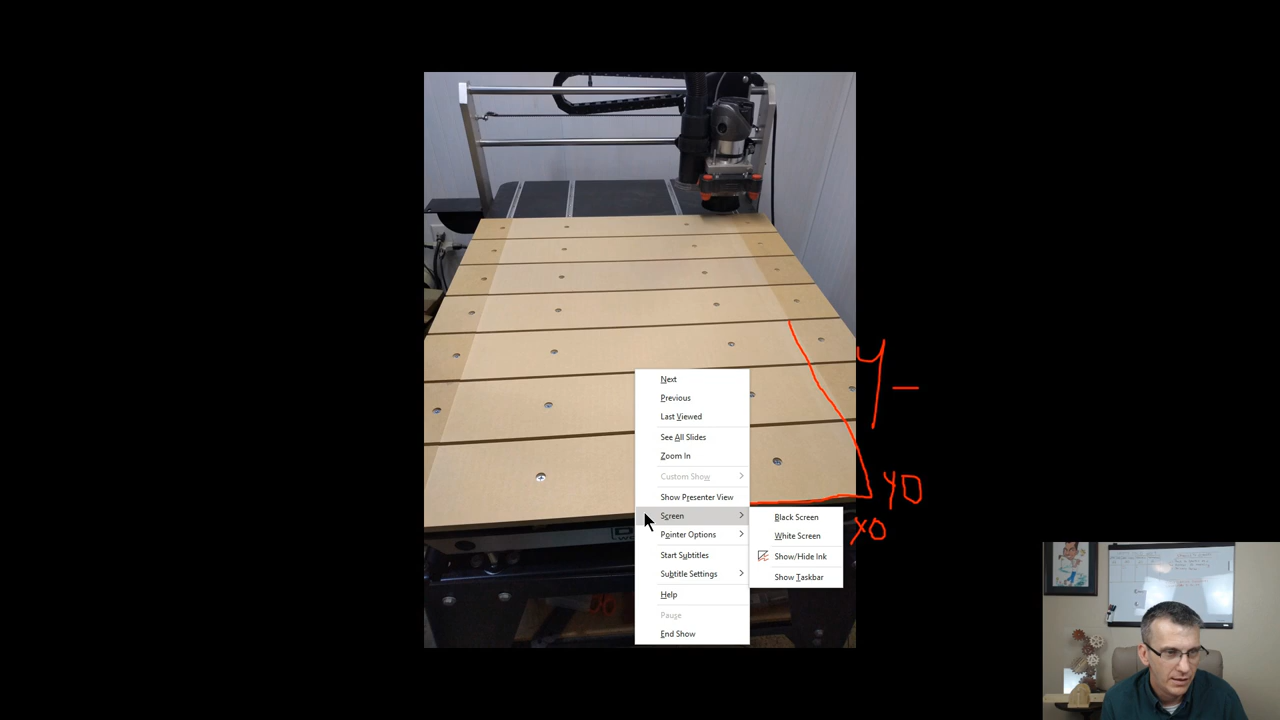 Next
Previous
Last Viewed
See All Slides
Zoom In
Custom Show
Show Presenter View
Screen
Pointer Options
Start Subtitles
Subtitle Settings
Help
Pause
End Show
Black Screen
White Screen
Show/Hide Ink
Show Taskbar
Y -
Y0
X0